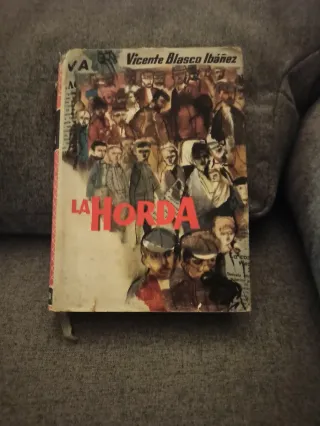 Vicente Blasco Ibáñez
LA HORDA